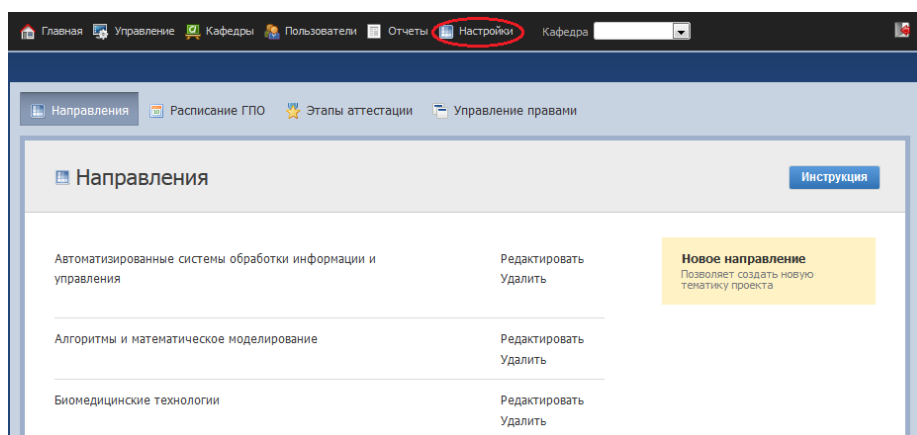 Главная Управление Кафедры Пользователи Отчеты Настройки Кафедра
Направления Расписание ГПО Этапы аттестации Управление правами
Направления
Инструкция
Автоматизированные системы обработки информации и
управления
Редактировать
Удалить
Новое направление
Позволяет создать новую
тематику проекта
Алгоритмы и математическое моделирование
Редактировать
Удалить
Биомедицинские технологии
Редактировать
Удалить